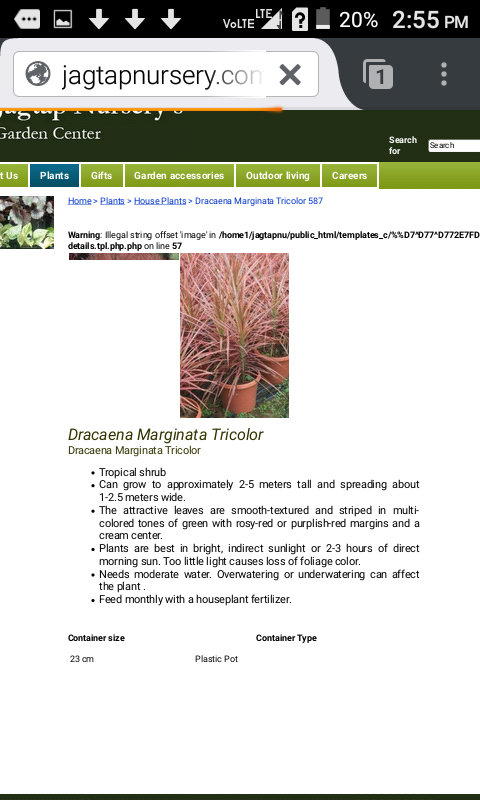 VoLTE LTE 20% 2:55 PM
jagtapnursery.com
1
Jagtap Nursery's
Garden Center
Search for
Search
t Us Plants Gifts Garden accessories Outdoor living Careers
Home > Plants > House Plants > Dracaena Marginata Tricolor 587
Warning: Illegal string offset 'image' in /home1/jagtapnu/public_html/templates_c/%%D7^D77^D772E7FD
details.tpl.php.php on line 57
Dracaena Marginata Tricolor
Dracaena Marginata Tricolor
• Tropical shrub
• Can grow to approximately 2-5 meters tall and spreading about
1-2.5 meters wide.
• The attractive leaves are smooth-textured and striped in multi-
colored tones of green with rosy-red or purplish-red margins and a
cream center.
• Plants are best in bright, indirect sunlight or 2-3 hours of direct
morning sun. Too little light causes loss of foliage color.
• Needs moderate water. Overwatering or underwatering can affect
the plant .
• Feed monthly with a houseplant fertilizer.
Container size Container Type
23 cm Plastic Pot